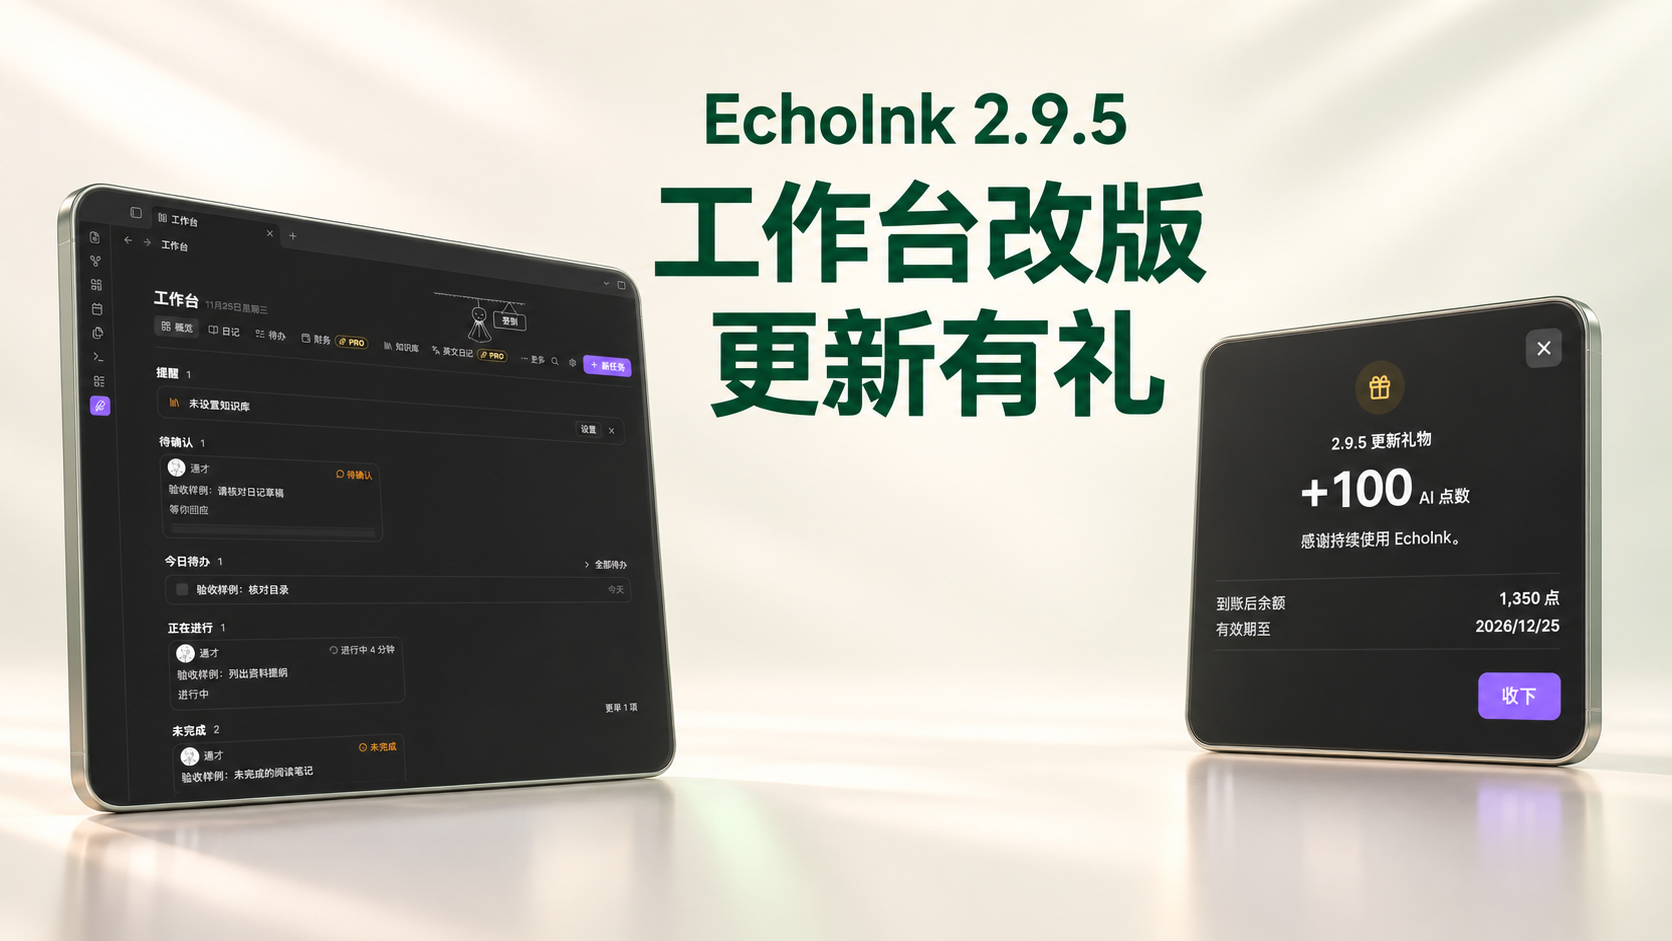 EchoInk 2.9.5
工作台改版
更新有礼
工作台
工作台
工作台 11月25日星期三
概览 日记 待办 财务 PRO 知识库 英文日记 PRO 更多 + 新任务
提醒 1
未设置知识库
设置
待确认 1
待确认
验收样例：请核对日记草稿
等你回应
今日待办 1
全部待办
验收样例：核对目录
今天
正在进行 1
进行中 4 分钟
验收样例：列出资料提纲
进行中
更早 1 项
未完成 2
未完成
验收样例：未完成的阅读笔记
2.9.5 更新礼物
+100 AI 点数
感谢持续使用 EchoInk。
到账后余额 1,350 点
有效期至 2026/12/25
收下